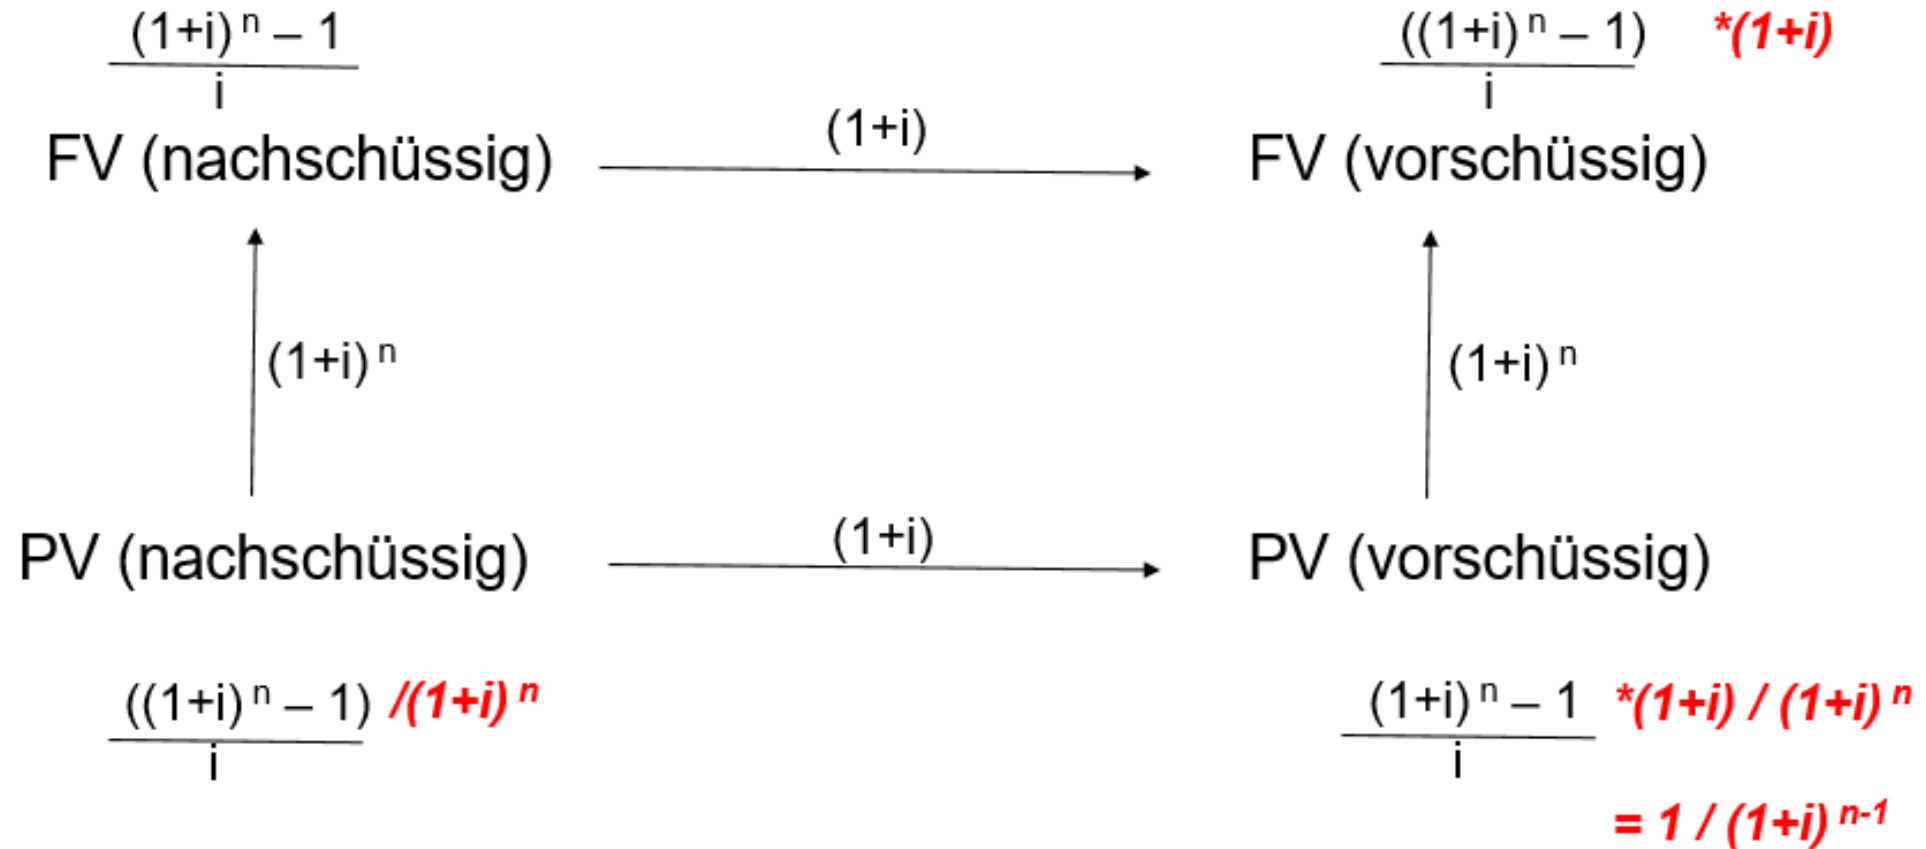 (1+i) ⁿ – 1
i
((1+i) ⁿ – 1) *(1+i)
i
FV (nachschüssig)
(1+i)
FV (vorschüssig)
(1+i) ⁿ
(1+i) ⁿ
PV (nachschüssig)
(1+i)
PV (vorschüssig)
((1+i) ⁿ – 1) /(1+i) ⁿ
i
(1+i) ⁿ – 1 *(1+i) / (1+i) ⁿ
i
= 1 / (1+i) ⁿ⁻¹